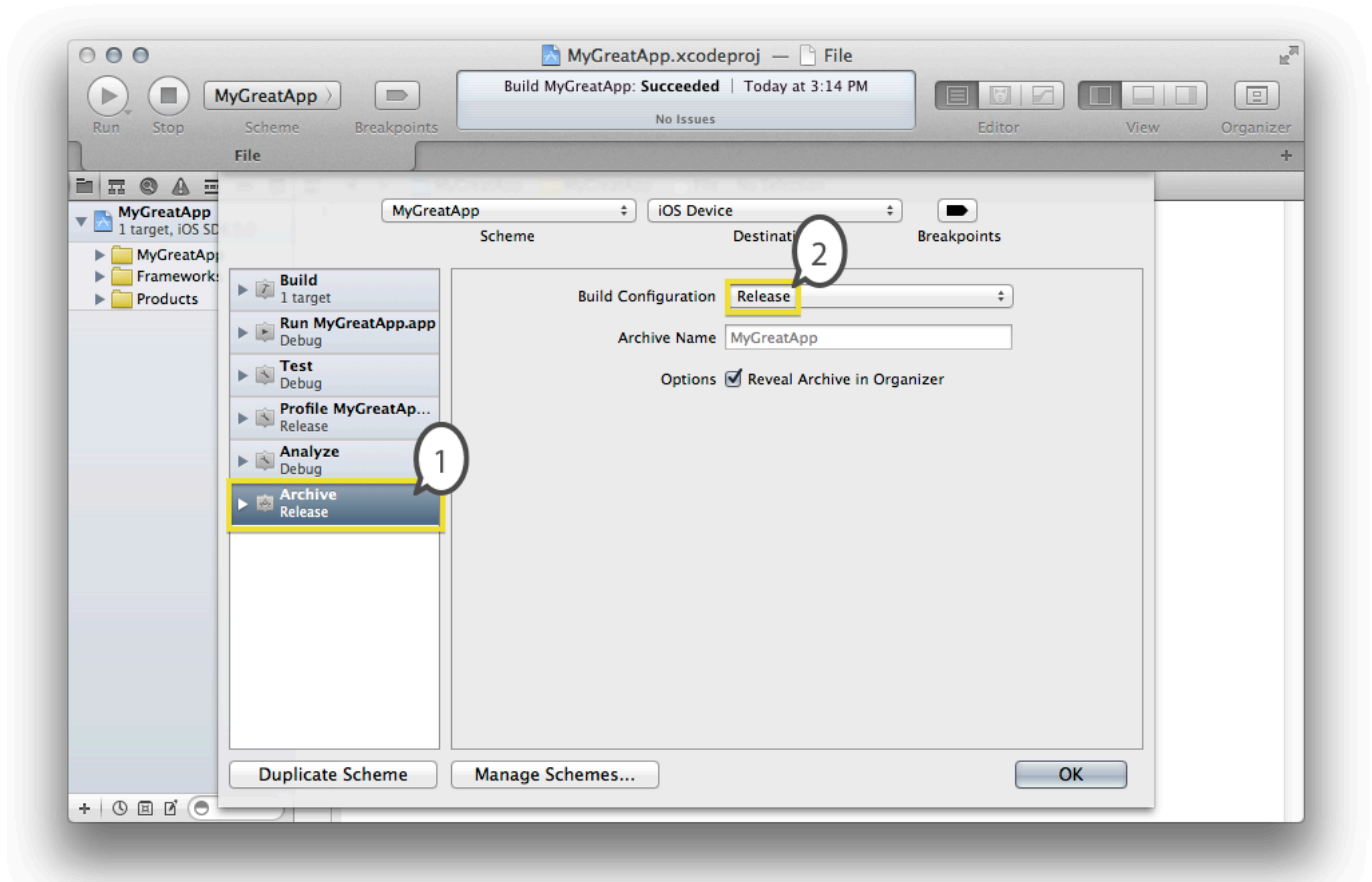 MyGreatApp.xcodeproj — File
MyGreatApp
Build MyGreatApp: Succeeded | Today at 3:14 PM
No Issues
Run Stop Scheme Breakpoints Editor View Organizer
File
MyGreatApp
1 target, iOS SD
MyGreatApp
Frameworks
Products
MyGreatApp iOS Device
Scheme Destinati Breakpoints
2
Build
1 target
Run MyGreatApp.app
Debug
Test
Debug
Profile MyGreatAp...
Release
Analyze
Debug
1
Archive
Release
Build Configuration Release
Archive Name MyGreatApp
Options Reveal Archive in Organizer
Duplicate Scheme Manage Schemes... OK